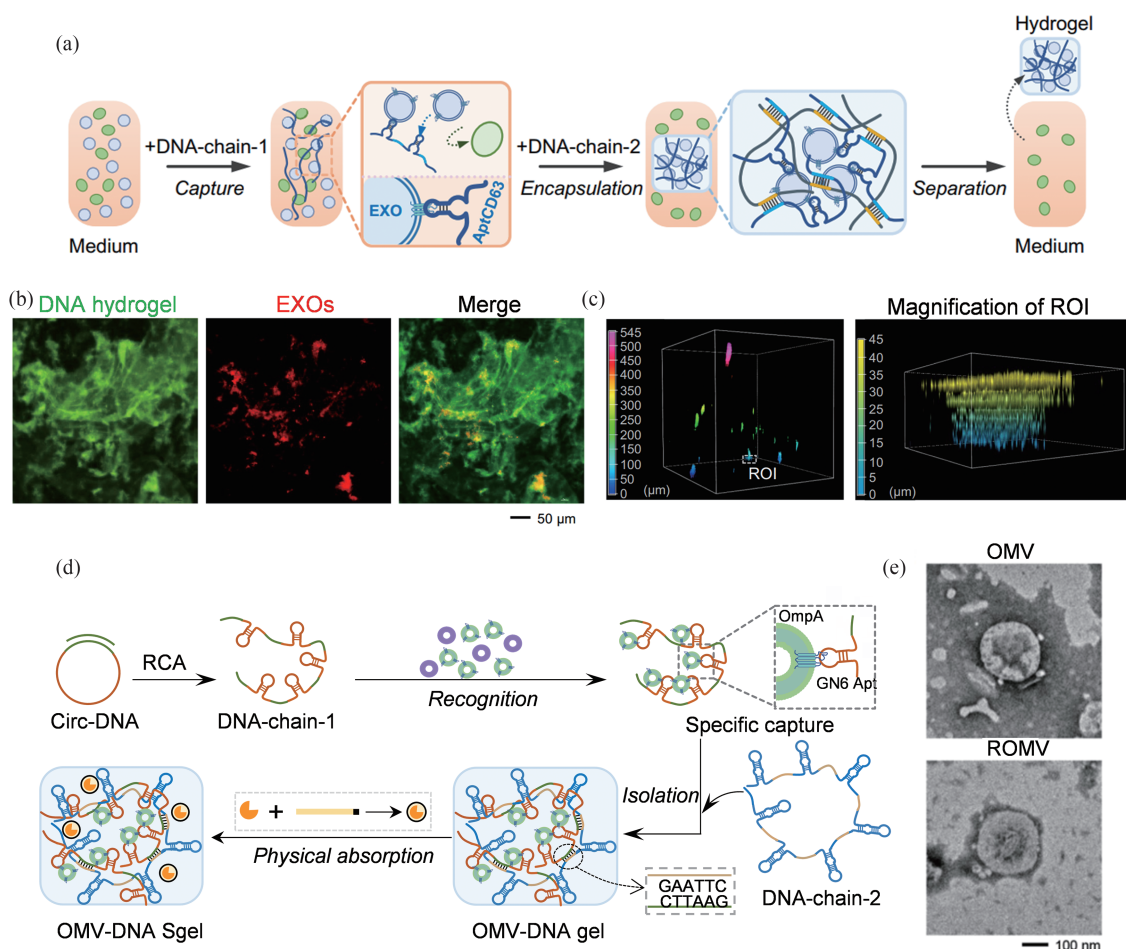 (a)
Hydrogel
+DNA-chain-1
Capture
EXO
AptCD63
+DNA-chain-2
Encapsulation
Separation
Medium
Medium
(b)
DNA hydrogel
EXOs
Merge
50 μm
(c)
Magnification of ROI
545
500
450
400
350
300
250
200
150
100
50
0
(μm)
ROI
45
40
35
30
25
20
15
10
5
0
(μm)
(d)
Circ-DNA
RCA
DNA-chain-1
Recognition
OmpA
GN6 Apt
Specific capture
Isolation
DNA-chain-2
GAATTC
CTTAAG
OMV-DNA gel
+
Physical absorption
OMV-DNA Sgel
(e)
OMV
ROMV
100 nm